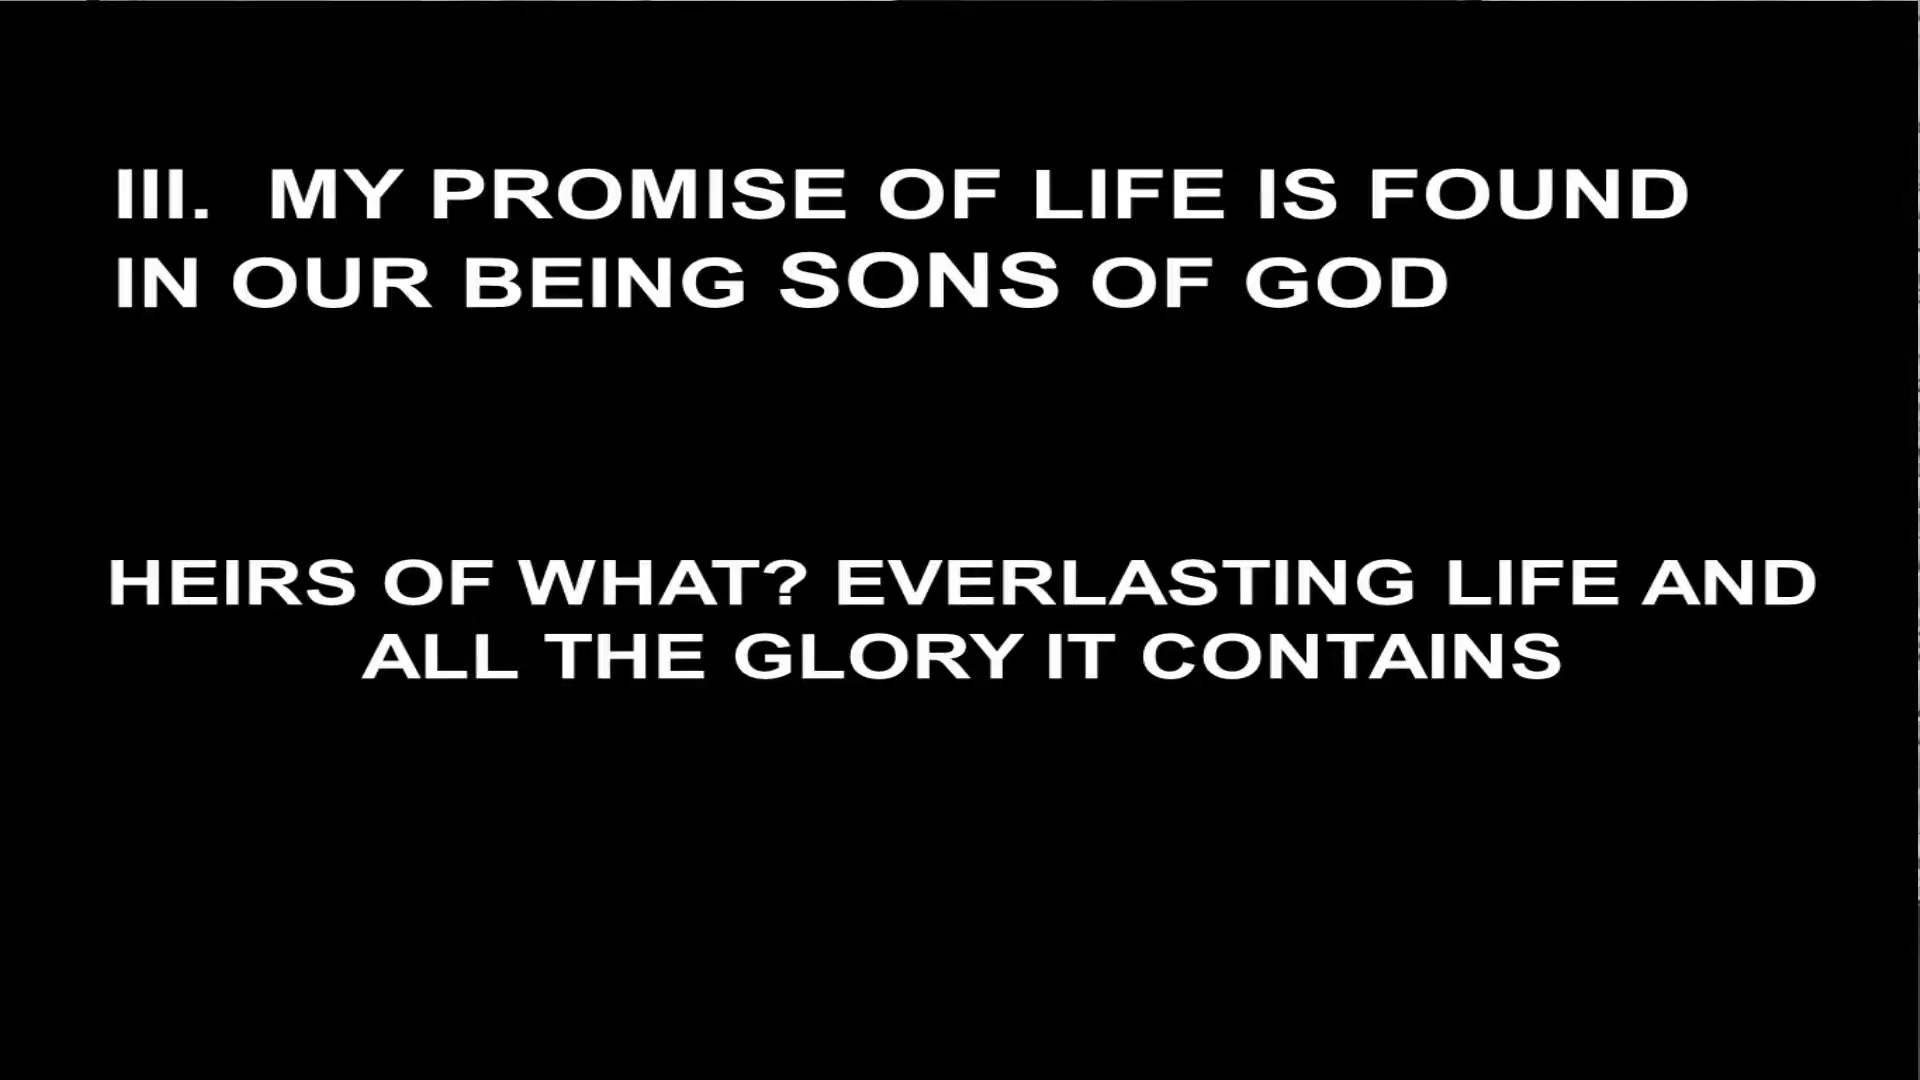 III.  MY PROMISE OF LIFE IS FOUND
IN OUR BEING SONS OF GOD
HEIRS OF WHAT? EVERLASTING LIFE AND
ALL THE GLORY IT CONTAINS